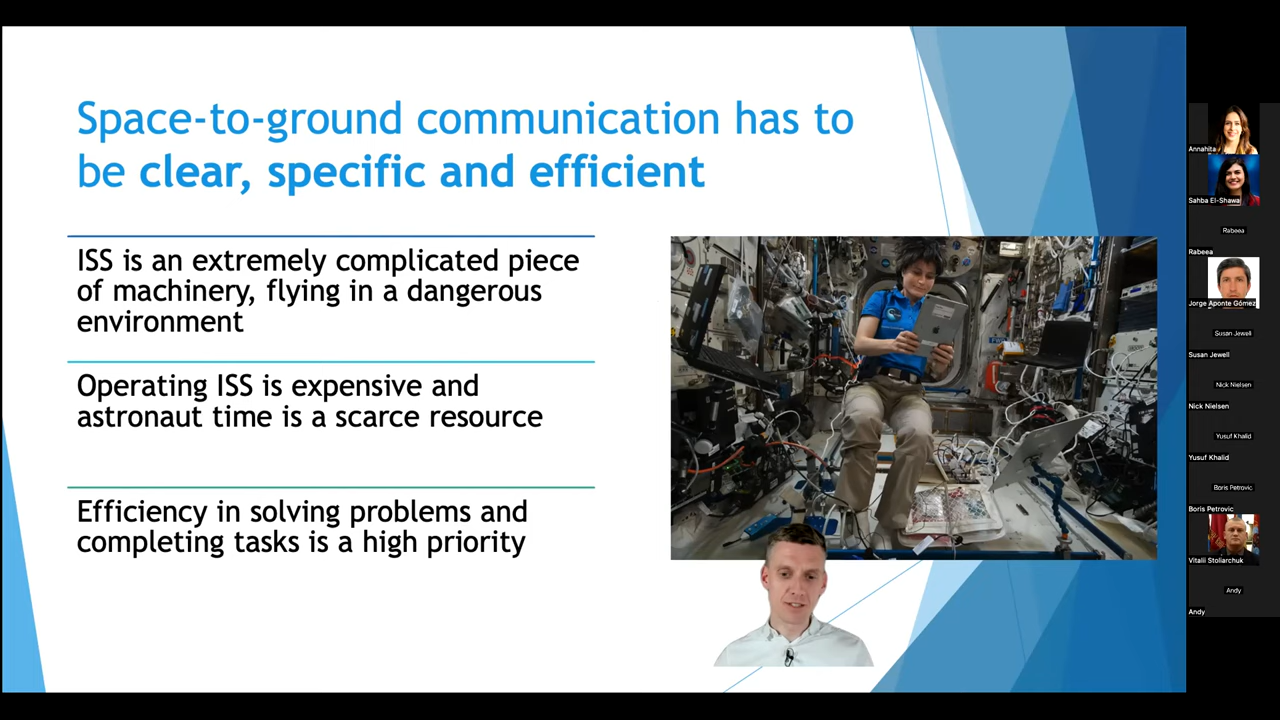 Space-to-ground communication has to
be clear, specific and efficient
ISS is an extremely complicated piece
of machinery, flying in a dangerous
environment
Operating ISS is expensive and
astronaut time is a scarce resource
Efficiency in solving problems and
completing tasks is a high priority
Annahita
Sahba El-Shawa
Rabeea
Rabeea
Jorge Aponte Gómez
Susan Jewell
Susan Jewell
Nick Nielsen
Nick Nielsen
Yusuf Khalid
Yusuf Khalid
Boris Petrovic
Boris Petrovic
Vitalii Stoliarchuk
Andy
Andy